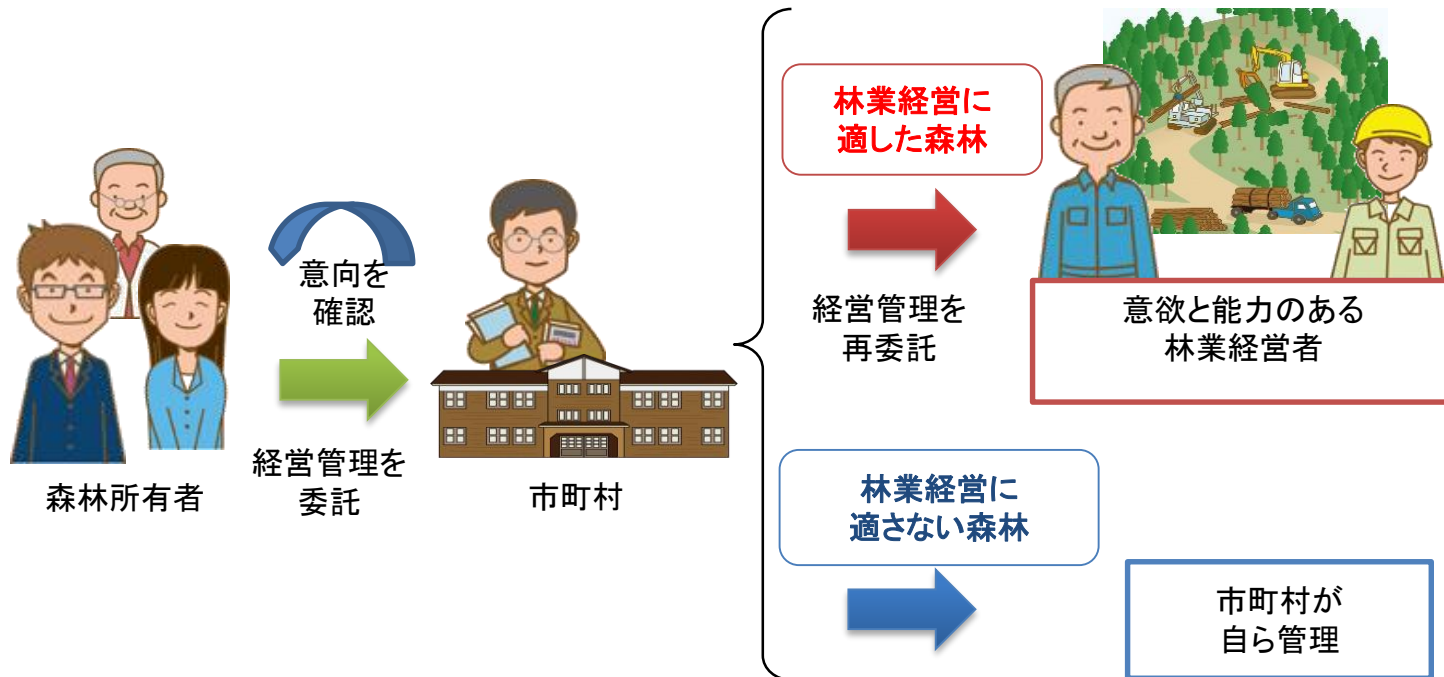 意向を
確認
経営管理を
委託
森林所有者
市町村
林業経営に
適した森林
経営管理を
再委託
意欲と能力のある
林業経営者
林業経営に
適さない森林
市町村が
自ら管理